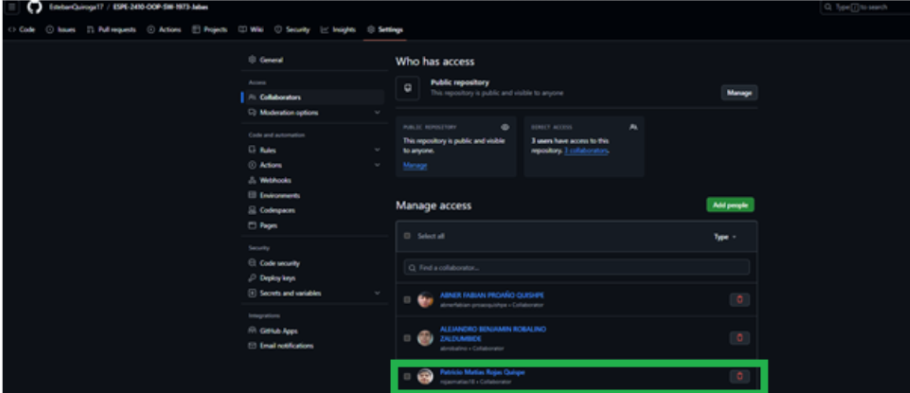 EstebanQuiroga17 / ESPE-2410-OOP-SW-1973-Jabas
Type / to search
Code Issues Pull requests Actions Projects Wiki Security Insights Settings
General
Access
Collaborators
Moderation options
Code and automation
Rules
Actions
Webhooks
Environments
Codespaces
Pages
Security
Code security
Deploy keys
Secrets and variables
Integrations
GitHub Apps
Email notifications
Who has access
Public repository
This repository is public and visible to anyone
Manage
PUBLIC REPOSITORY
This repository is public and visible
to anyone.
Manage
DIRECT ACCESS
3 users have access to this
repository. 3 collaborators.
Manage access
Add people
Select all
Type
Find a collaborator...
ABNER FABIAN PROAÑO QUISHPE
Collaborator
ALEJANDRO BENJAMIN ROBALINO
ZALDUMBIDE
Collaborator
Patricio Matías Rojas Quispe
rojasmatias18 • Collaborator